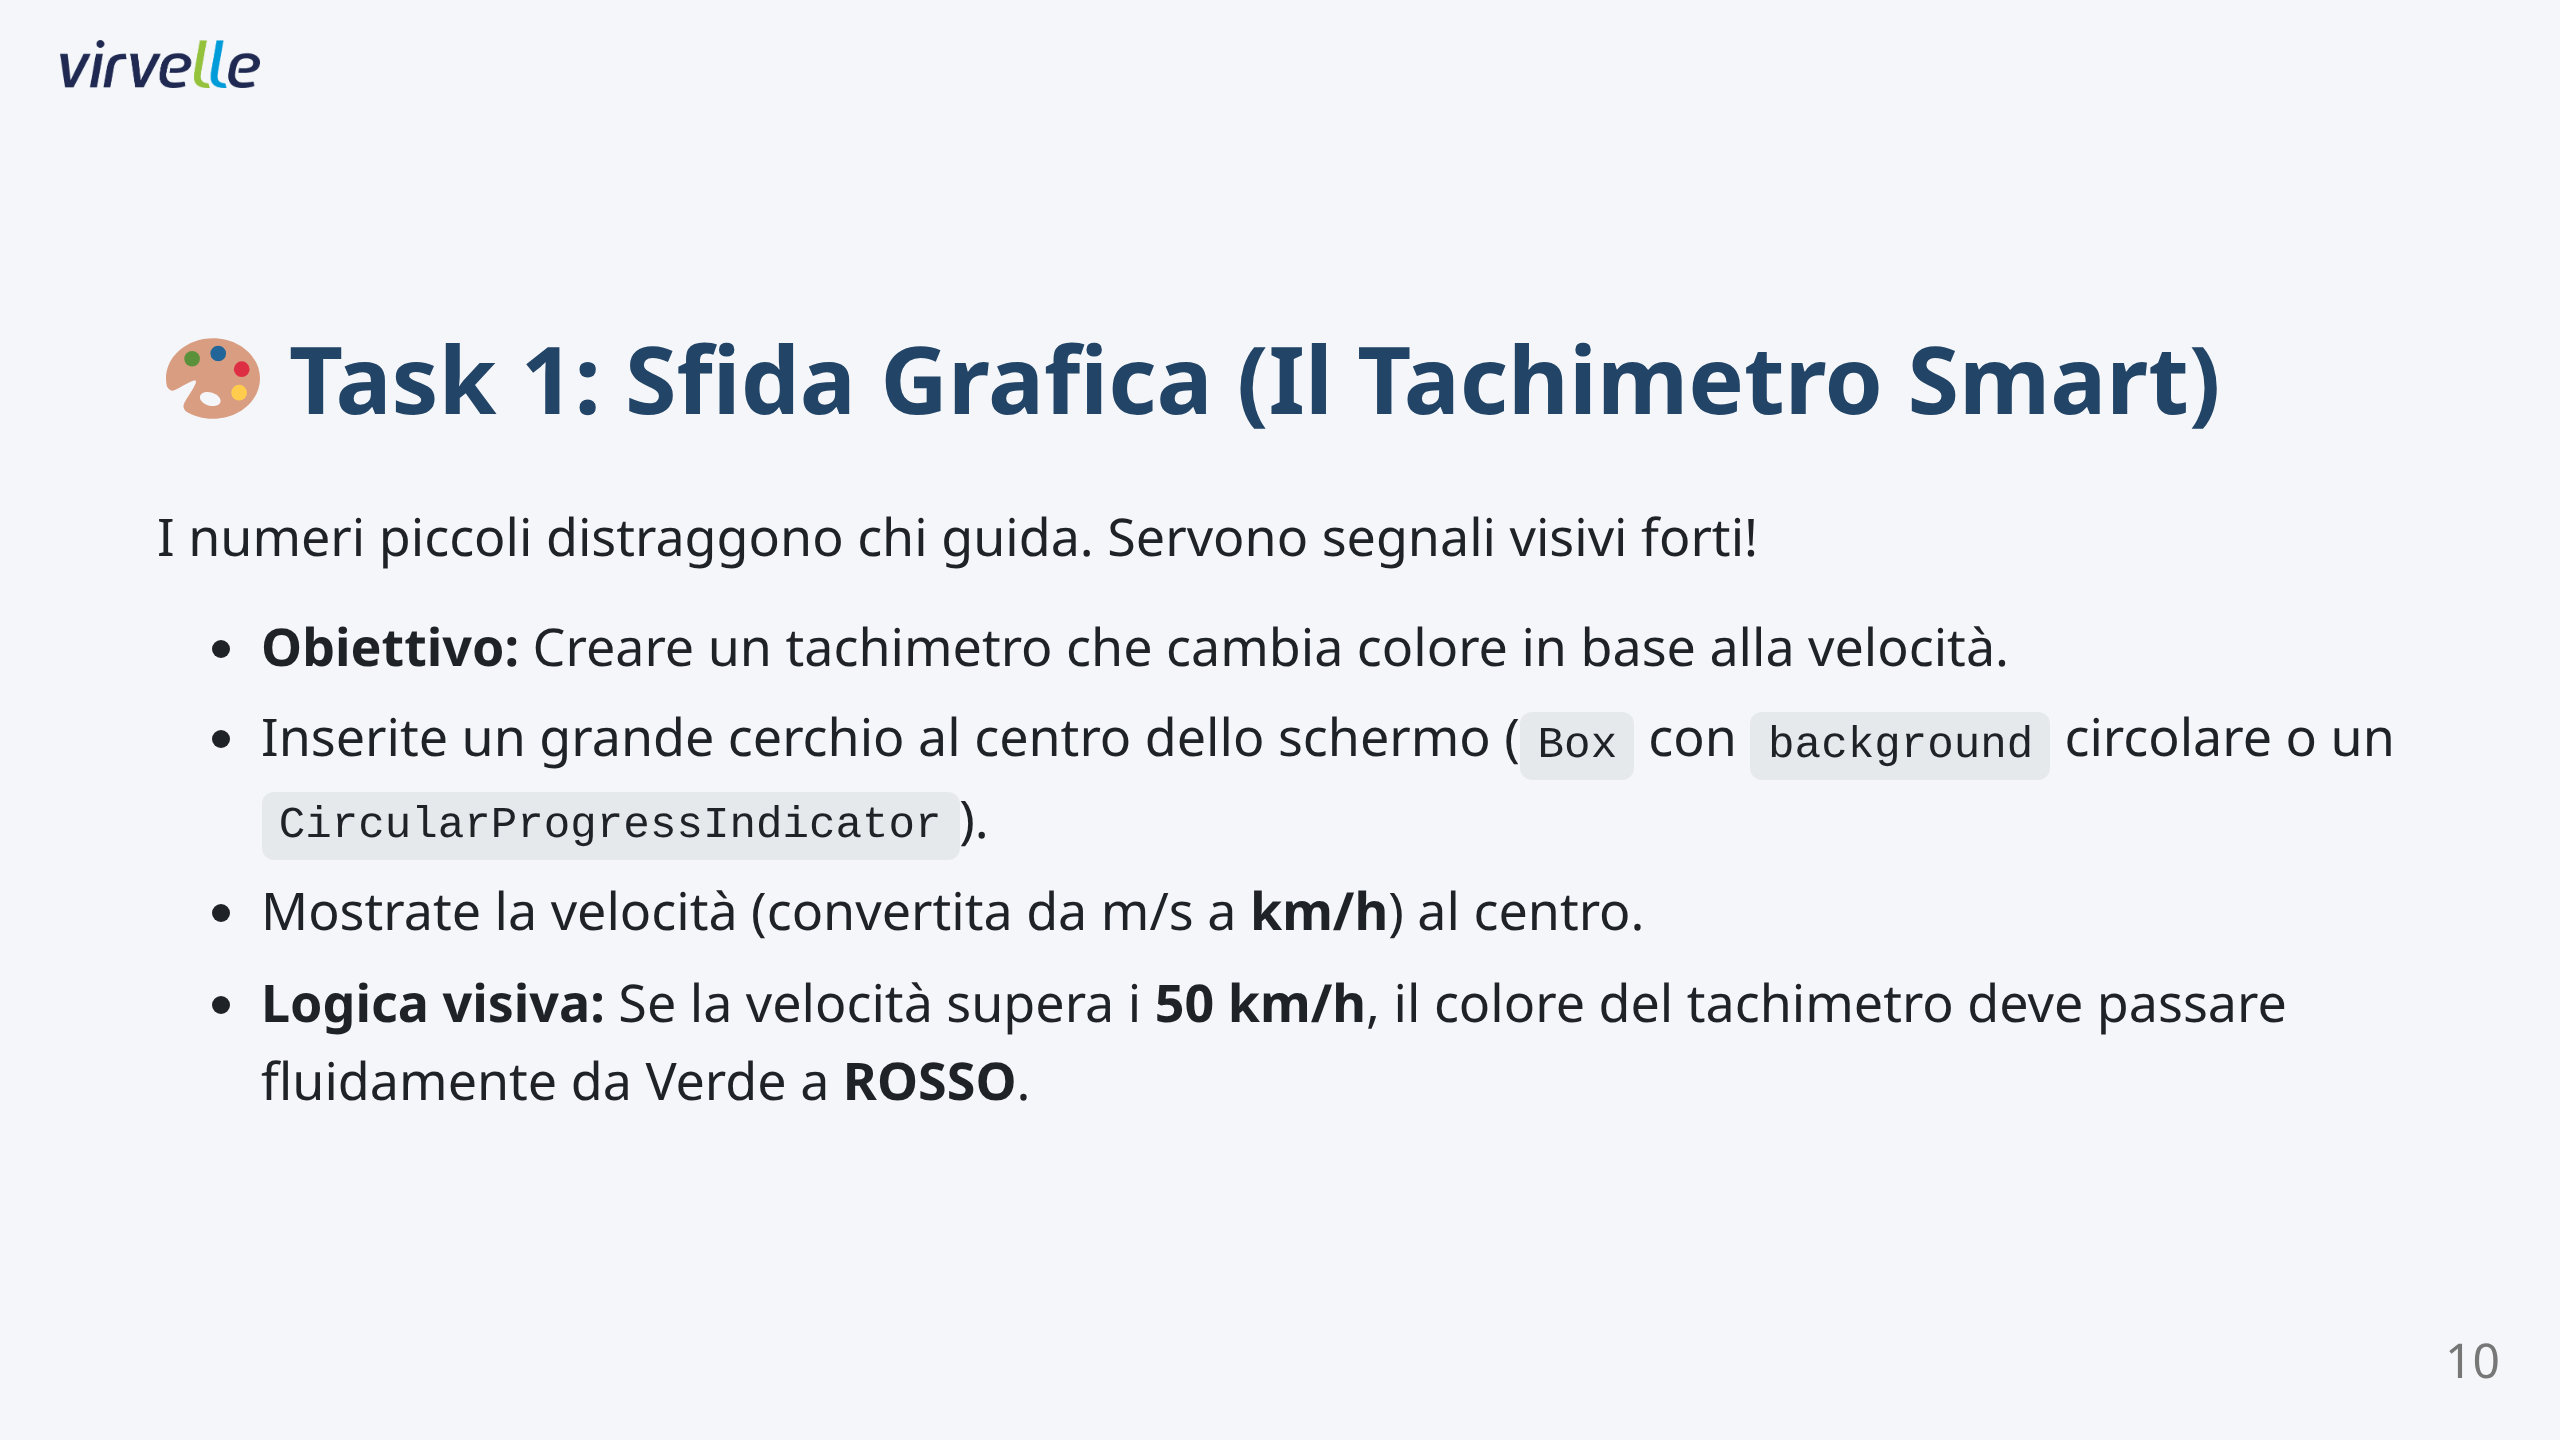 virvelle
🎨 Task 1: Sfida Grafica (Il Tachimetro Smart)
I numeri piccoli distraggono chi guida. Servono segnali visivi forti!
• Obiettivo: Creare un tachimetro che cambia colore in base alla velocità.
• Inserite un grande cerchio al centro dello schermo ( Box con background circolare o un
CircularProgressIndicator ).
• Mostrate la velocità (convertita da m/s a km/h) al centro.
• Logica visiva: Se la velocità supera i 50 km/h, il colore del tachimetro deve passare
fluidamente da Verde a ROSSO.
10